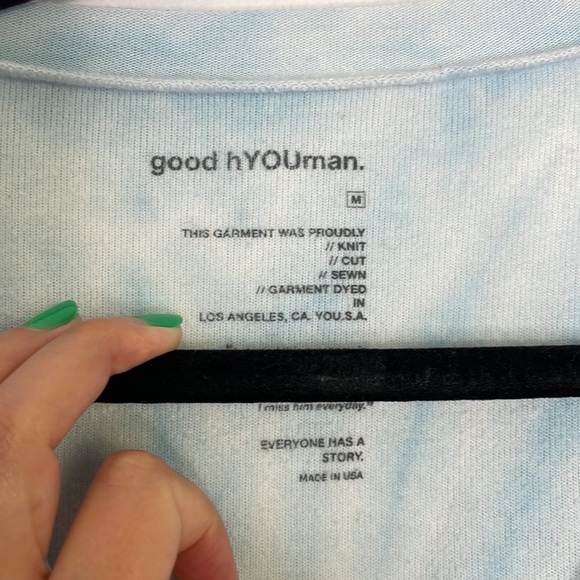 good hYOUman.
M
THIS GARMENT WAS PROUDLY
// KNIT
// CUT
// SEWN
// GARMENT DYED
IN
LOS ANGELES, CA. YOU.S.A.
I miss him everyday."
EVERYONE HAS A
STORY.
MADE IN USA